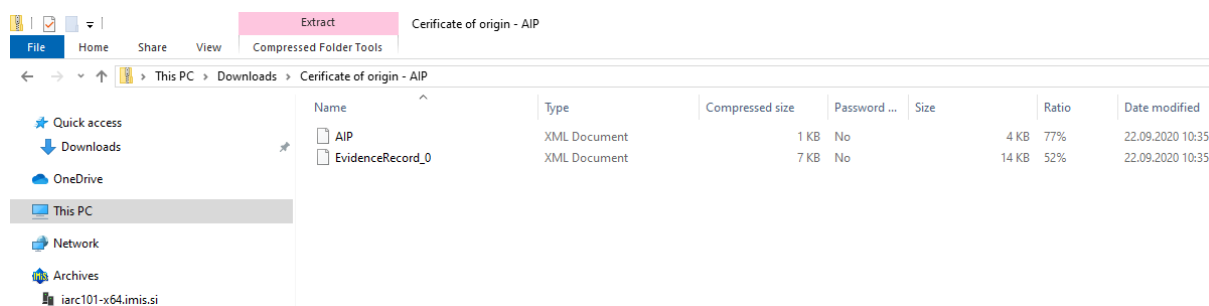 Extract Cerificate of origin - AIP
File Home Share View Compressed Folder Tools
This PC > Downloads > Cerificate of origin - AIP
Name Type Compressed size Password ... Size Ratio Date modified
Quick access
AIP XML Document 1 KB No 4 KB 77% 22.09.2020 10:35
Downloads
EvidenceRecord_0 XML Document 7 KB No 14 KB 52% 22.09.2020 10:35
OneDrive
This PC
Network
Archives
iarc101-x64.imis.si